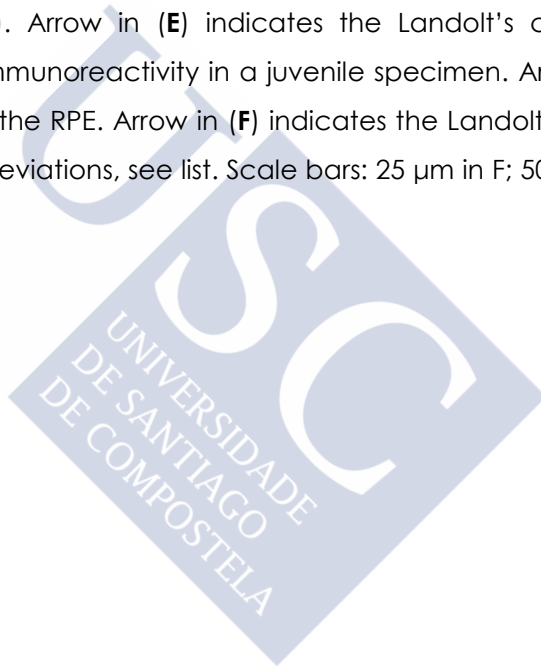 ). Arrow in (E) indicates the Landolt’s
mmunoreactivity in a juvenile specimen.
the RPE. Arrow in (F) indicates the Landolt
eviations, see list. Scale bars: 25 µm in F; 50
USC
UNIVERSIDADE
DE SANTIAGO
DE COMPOSTELA